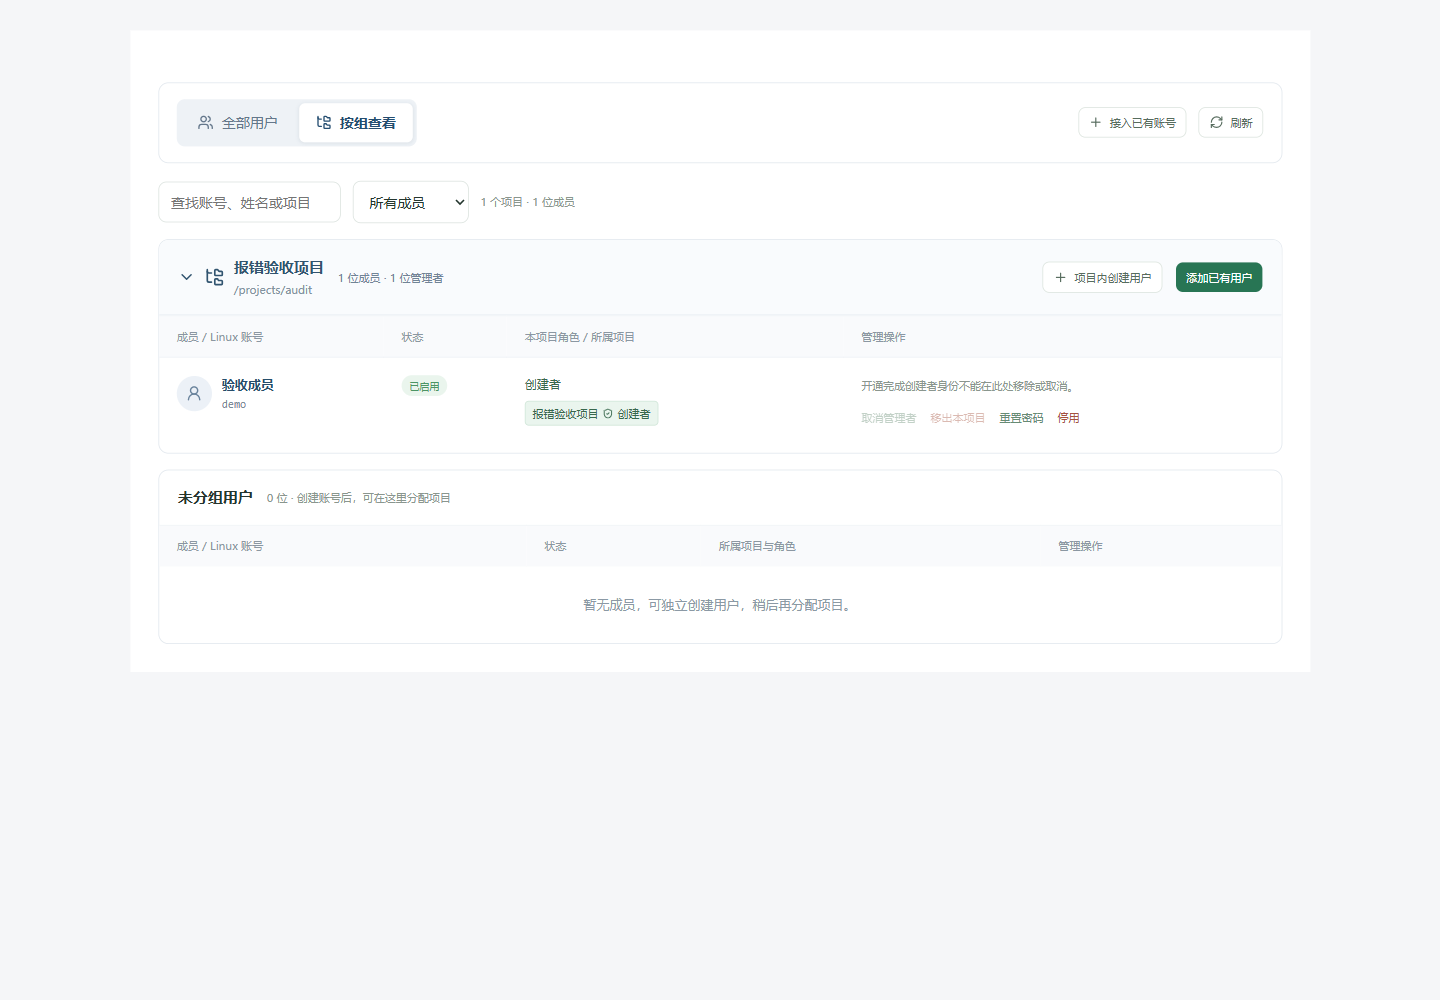 全部用户 按组查看 接入已有账号 刷新
查找账号、姓名或项目 所有成员 1 个项目 · 1 位成员
报错验收项目 1 位成员 · 1 位管理者 项目内创建用户 添加已有用户
/projects/audit
成员 / Linux 账号 状态 本项目角色 / 所属项目 管理操作
验收成员 已启用 创建者 开通完成创建者身份不能在此处移除或取消。
demo 报错验收项目 创建者 取消管理者 移出本项目 重置密码 停用
未分组用户 0 位 · 创建账号后，可在这里分配项目
成员 / Linux 账号 状态 所属项目与角色 管理操作
暂无成员，可独立创建用户，稍后再分配项目。